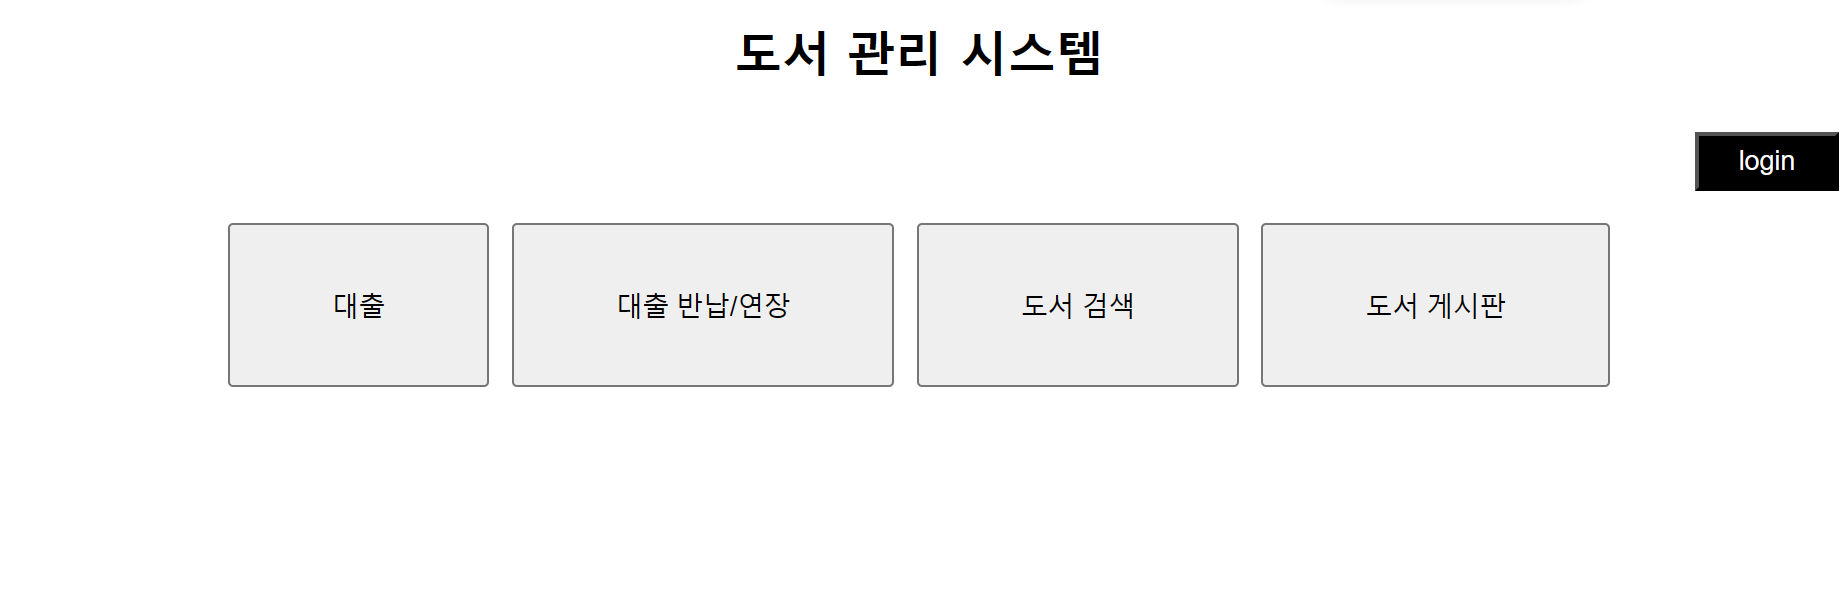 도서 관리 시스템
login
대출
대출 반납/연장
도서 검색
도서 게시판